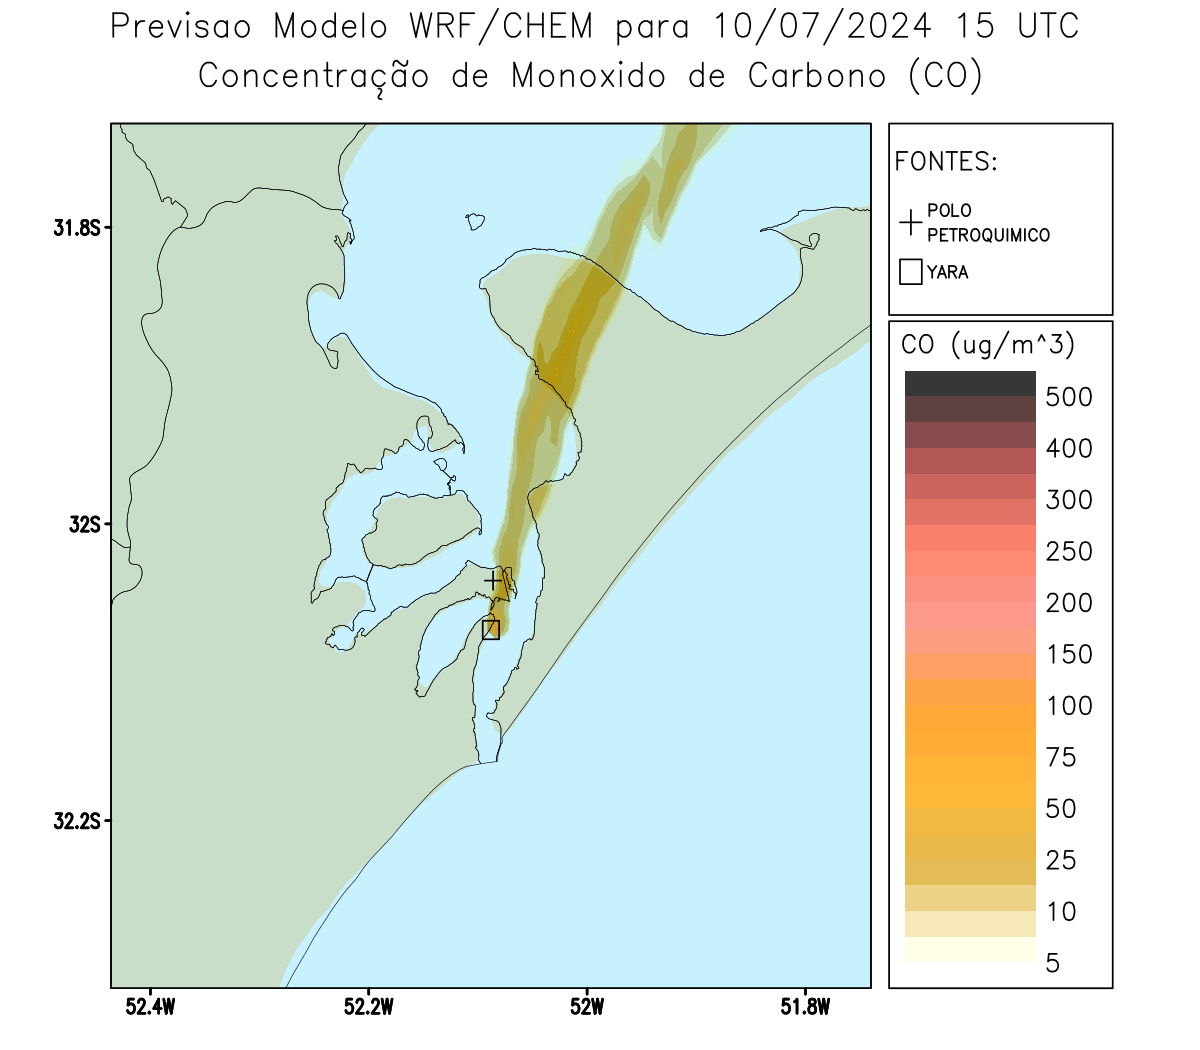 Previsao Modelo WRF/CHEM para 10/07/2024 15 UTC
Concentração de Monoxido de Carbono (CO)
FONTES:
POLO
PETROQUIMICO
YARA
CO (ug/m^3)
500
400
300
250
200
150
100
75
50
25
10
5
31.8S
32S
32.2S
52.4W
52.2W
52W
51.8W